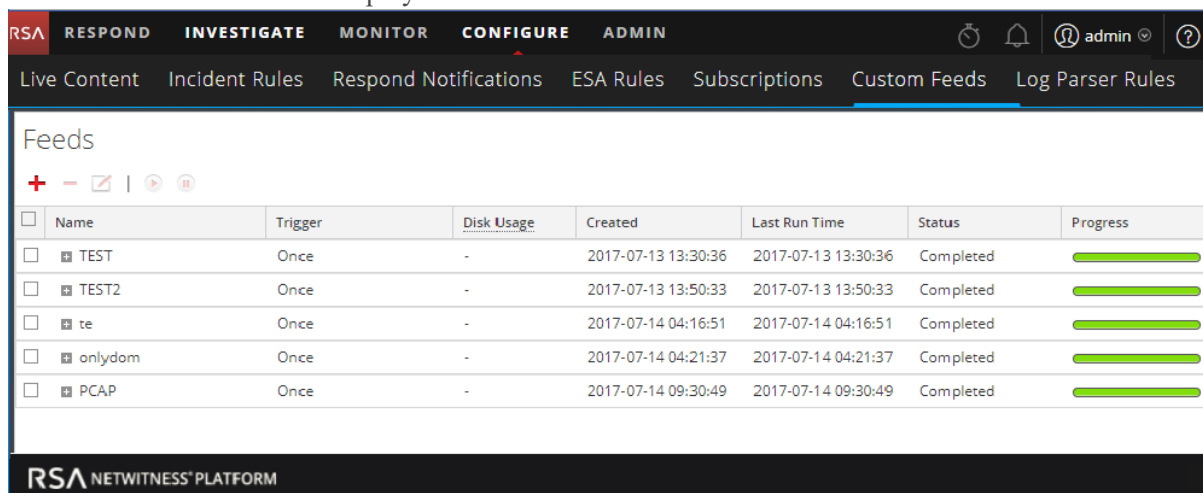 RSA RESPOND INVESTIGATE MONITOR CONFIGURE ADMIN admin ?
Live Content Incident Rules Respond Notifications ESA Rules Subscriptions Custom Feeds Log Parser Rules
Feeds
Name Trigger Disk Usage Created Last Run Time Status Progress
TEST Once - 2017-07-13 13:30:36 2017-07-13 13:30:36 Completed
TEST2 Once - 2017-07-13 13:50:33 2017-07-13 13:50:33 Completed
te Once - 2017-07-14 04:16:51 2017-07-14 04:16:51 Completed
onlydom Once - 2017-07-14 04:21:37 2017-07-14 04:21:37 Completed
PCAP Once - 2017-07-14 09:30:49 2017-07-14 09:30:49 Completed
RSA NETWITNESS® PLATFORM